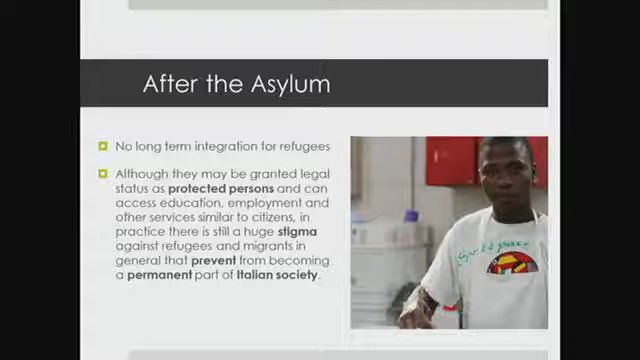 After the Asylum
No long term integration for refugees
Although they may be granted legal
status as protected persons and can
access education, employment and
other services similar to citizens, in
practice there is still a huge stigma
against refugees and migrants in
general that prevent from becoming
a permanent part of Italian society.